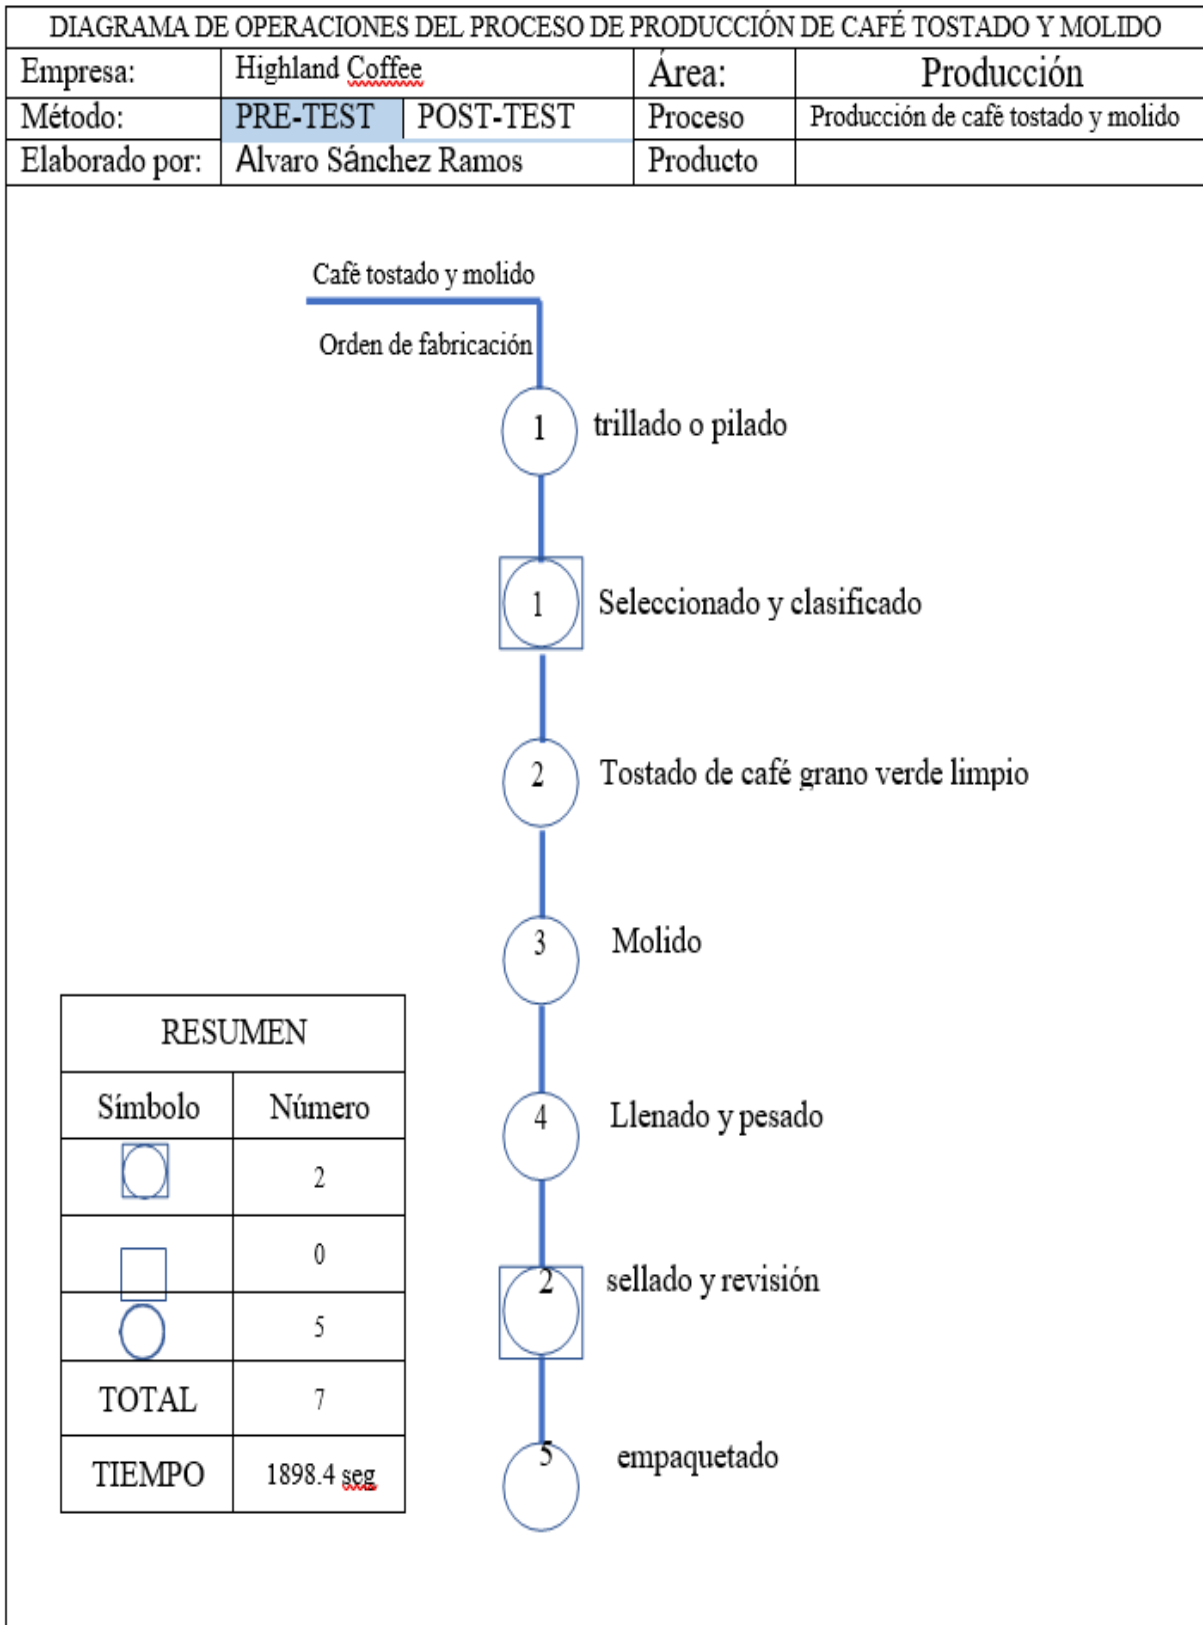 DIAGRAMA DE OPERACIONES DEL PROCESO DE PRODUCCIÓN DE CAFÉ TOSTADO Y MOLIDO
Empresa: Highland Coffee Área: Producción
Método: PRE-TEST POST-TEST Proceso Producción de café tostado y molido
Elaborado por: Alvaro Sánchez Ramos Producto
Café tostado y molido
Orden de fabricación
1 trillado o pilado
1 Seleccionado y clasificado
2 Tostado de café grano verde limpio
3 Molido
4 Llenado y pesado
2 sellado y revisión
5 empaquetado
RESUMEN
Símbolo Número
2
0
5
TOTAL 7
TIEMPO 1898.4 seg